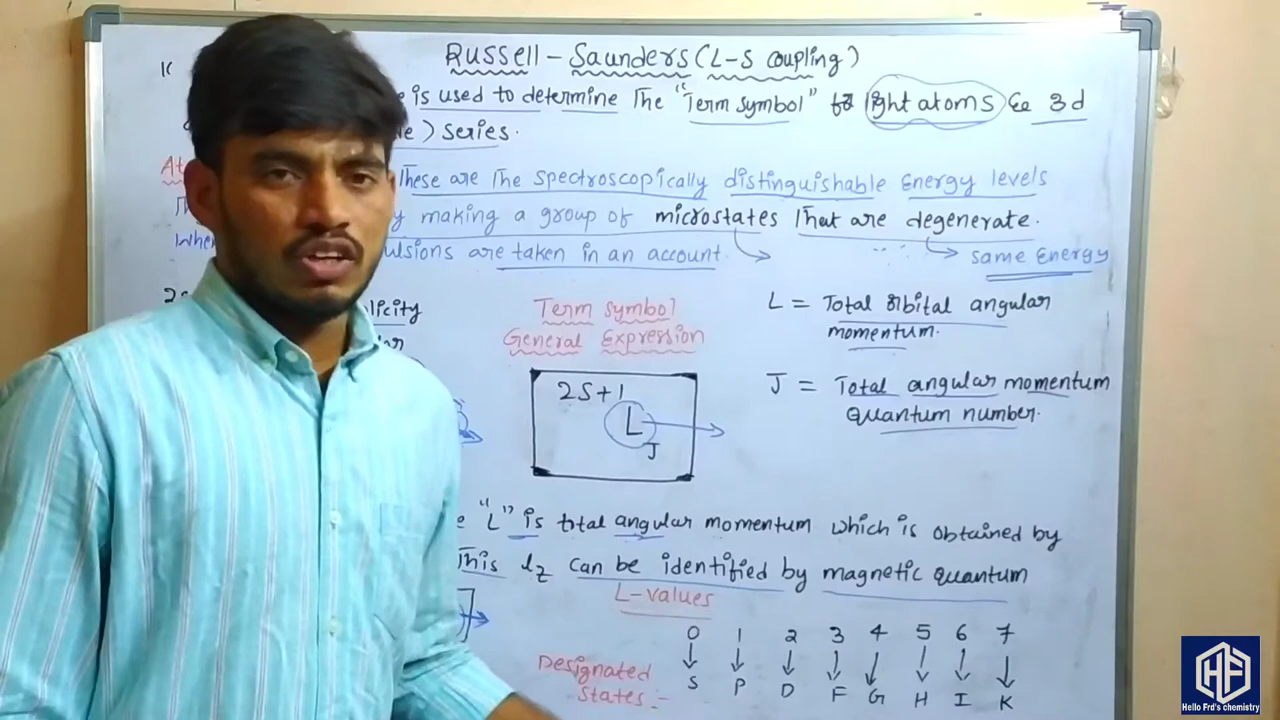 Russell - Saunders (L-S coupling)
is used to determine The "Term symbol" for light atoms i.e 3d
series.
These are The spectroscopically distinguishable Energy levels
making a group of microstates That are degenerate.
are taken in an account. same Energy
Term symbol
General Expression
L = Total orbital angular
momentum.
J = Total angular momentum
quantum number.
2S+1
L
J
"L" is total angular momentum which is obtained by
This lz can be identified by magnetic quantum
L-values
0 1 2 3 4 5 6 7
Designated
states :-
S P D F G H I K
HF
Hello Frd's chemistry